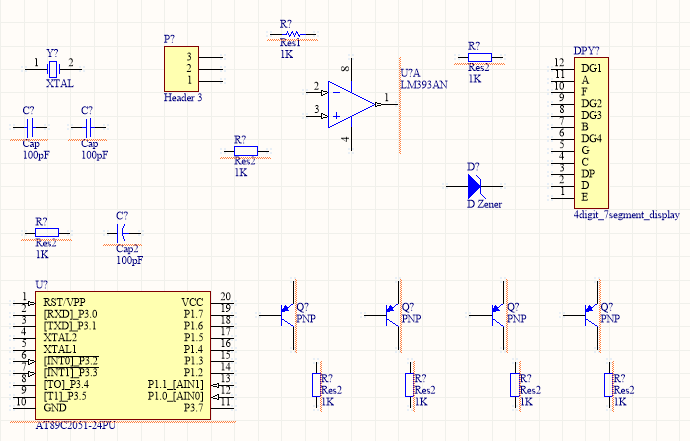 R?
Res1
1K
P?
3
2
1
Header 3
Y?
1 2
XTAL
U?A
LM393AN
8
2
3
1
4
R?
Res2
1K
DPY?
12 DG1
11 A
10 F
9 DG2
8 DG3
7 B
6 DG4
5 G
4 C
3 DP
2 D
1 E
4digit_7segment_display
C?
Cap
100pF
C?
Cap
100pF
R?
Res2
1K
D?
D Zener
R?
Res2
1K
C?
Cap2
100pF
U?
1 RST/VPP VCC 20
2 [RXD]_P3.0 P1.7 19
3 [TXD]_P3.1 P1.6 18
4 XTAL2 P1.5 17
5 XTAL1 P1.4 16
6 [INT0]_P3.2 P1.3 15
7 [INT1]_P3.3 P1.2 14
8 [TO]_P3.4 P1.1_[AIN1] 13
9 [T1]_P3.5 P1.0_[AIN0] 12
10 GND P3.7 11
AT89C2051-24PU
Q?
PNP
Q?
PNP
Q?
PNP
Q?
PNP
R?
Res2
1K
R?
Res2
1K
R?
Res2
1K
R?
Res2
1K